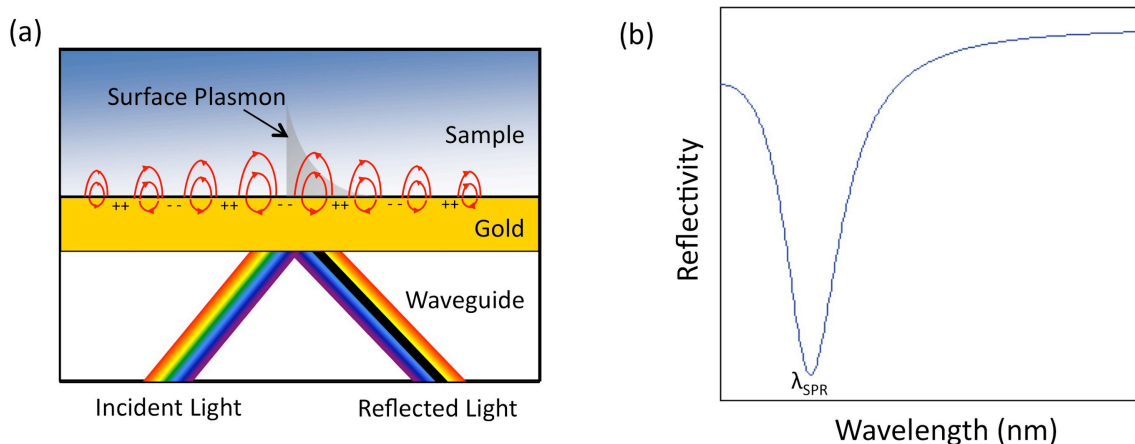 (a)
Surface Plasmon
Sample
++ - - ++ - - ++ - - ++
Gold
Waveguide
Incident Light
Reflected Light
(b)
Reflectivity
λSPR
Wavelength (nm)